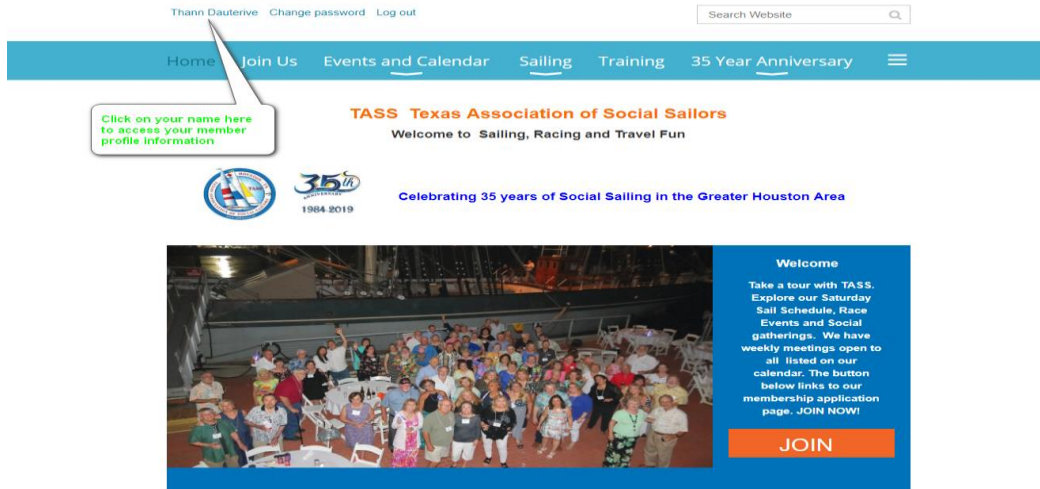 Thann Dauterive Change password Log out
Search Website
Home Join Us Events and Calendar Sailing Training 35 Year Anniversary
Click on your name here
to access your member
profile information
TASS Texas Association of Social Sailors
Welcome to Sailing, Racing and Travel Fun
TASS
35th
ANNIVERSARY
1984-2019
Celebrating 35 years of Social Sailing in the Greater Houston Area
Welcome
Take a tour with TASS.
Explore our Saturday
Sail Schedule, Race
Events and Social
gatherings. We have
weekly meetings open to
all listed on our
calendar. The button
below links to our
membership application
page. JOIN NOW!
JOIN